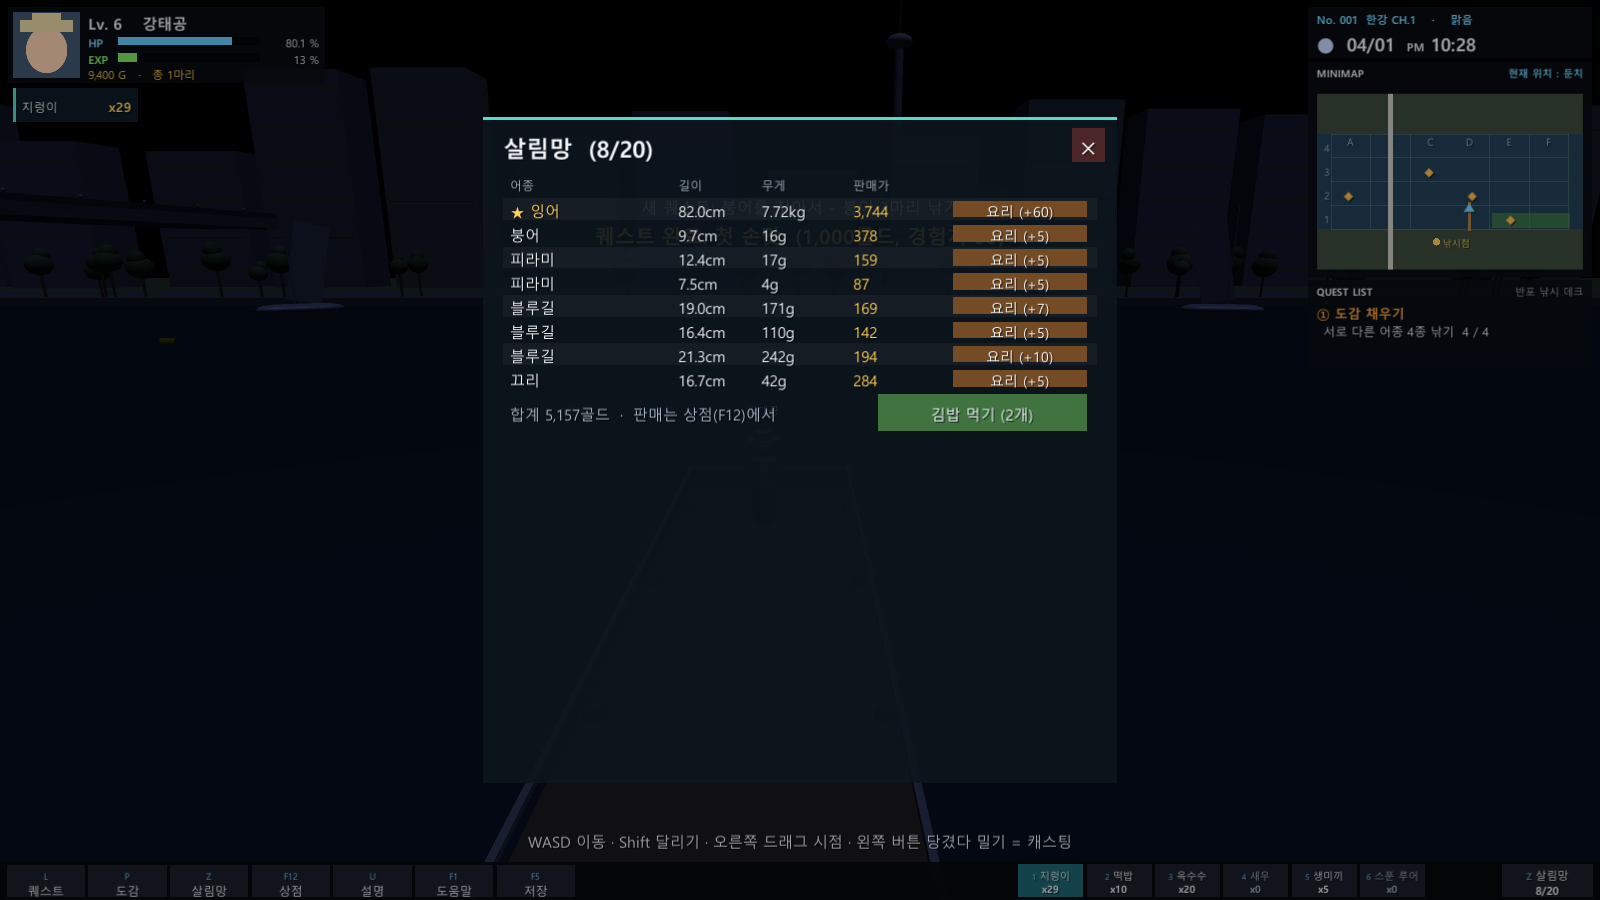 Lv. 6 강태공
HP 80.1 %
EXP 13 %
9,400 G · 총 1마리
지렁이 x29
No. 001 한강 CH.1 · 맑음
04/01 PM 10:28
MINIMAP 현재 위치 : 둔치
A C D E F
4
3
2
1
낚시점
QUEST LIST 반포 낚시 데크
① 도감 채우기
서로 다른 어종 4종 낚기 4 / 4
살림망 (8/20)
×
어종 길이 무게 판매가
★ 잉어 82.0cm 7.72kg 3,744 요리 (+60)
붕어 9.7cm 16g 378 요리 (+5)
피라미 12.4cm 17g 159 요리 (+5)
피라미 7.5cm 4g 87 요리 (+5)
블루길 19.0cm 171g 169 요리 (+7)
블루길 16.4cm 110g 142 요리 (+5)
블루길 21.3cm 242g 194 요리 (+10)
끄리 16.7cm 42g 284 요리 (+5)
합계 5,157골드 · 판매는 상점(F12)에서
김밥 먹기 (2개)
WASD 이동 · Shift 달리기 · 오른쪽 드래그 시점 · 왼쪽 버튼 당겼다 밀기 = 캐스팅
L 퀘스트
P 도감
Z 살림망
F12 상점
U 설명
F1 도움말
F5 저장
1 지렁이 x29
2 떡밥 x10
3 옥수수 x20
4 새우 x0
5 생미끼 x5
6 스푼 루어 x0
Z 살림망 8/20